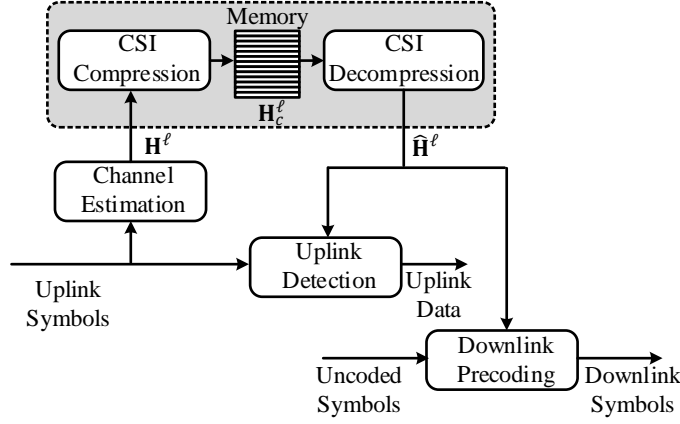 Memory
CSI
Compression
CSI
Decompression
𝐇_c^ℓ
𝐇^ℓ
𝐇̂^ℓ
Channel
Estimation
Uplink
Detection
Uplink
Symbols
Uplink
Data
Downlink
Precoding
Uncoded
Symbols
Downlink
Symbols